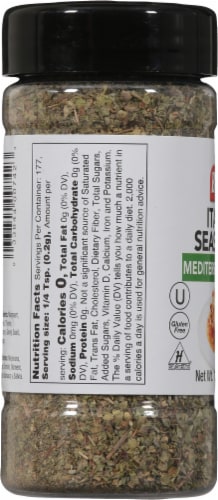 Nutrition Facts Servings Per Container: 177,
Serving size: 1/4 Tsp. (0.2g), Amount per
serving: Calories 0, Total Fat 0g (0% DV),
Sodium 0mg (0% DV), Total Carbohydrate 0g (0%
DV), Protein 0g. Not a significant source of Saturated
Fat, Trans Fat, Cholesterol, Dietary Fiber, Total Sugars,
Added Sugars, Vitamin D, Calcium, Iron and Potassium.
The % Daily Value (DV) tells you how much a nutrient in
a serving of food contributes to a daily diet. 2,000
calories a day is used for general nutrition advice.
SEA
MEDITER
U
Gluten
Free